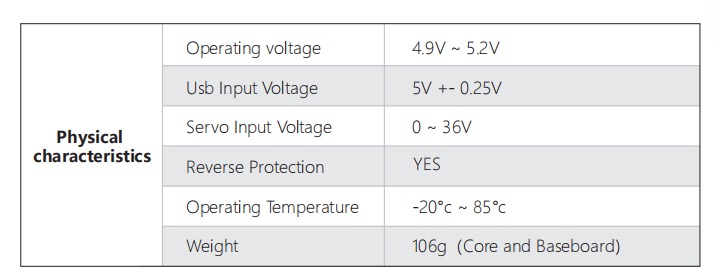 Physical
characteristics
Operating voltage 4.9V ~ 5.2V
Usb Input Voltage 5V +- 0.25V
Servo Input Voltage 0 ~ 36V
Reverse Protection YES
Operating Temperature -20°c ~ 85°c
Weight 106g (Core and Baseboard)